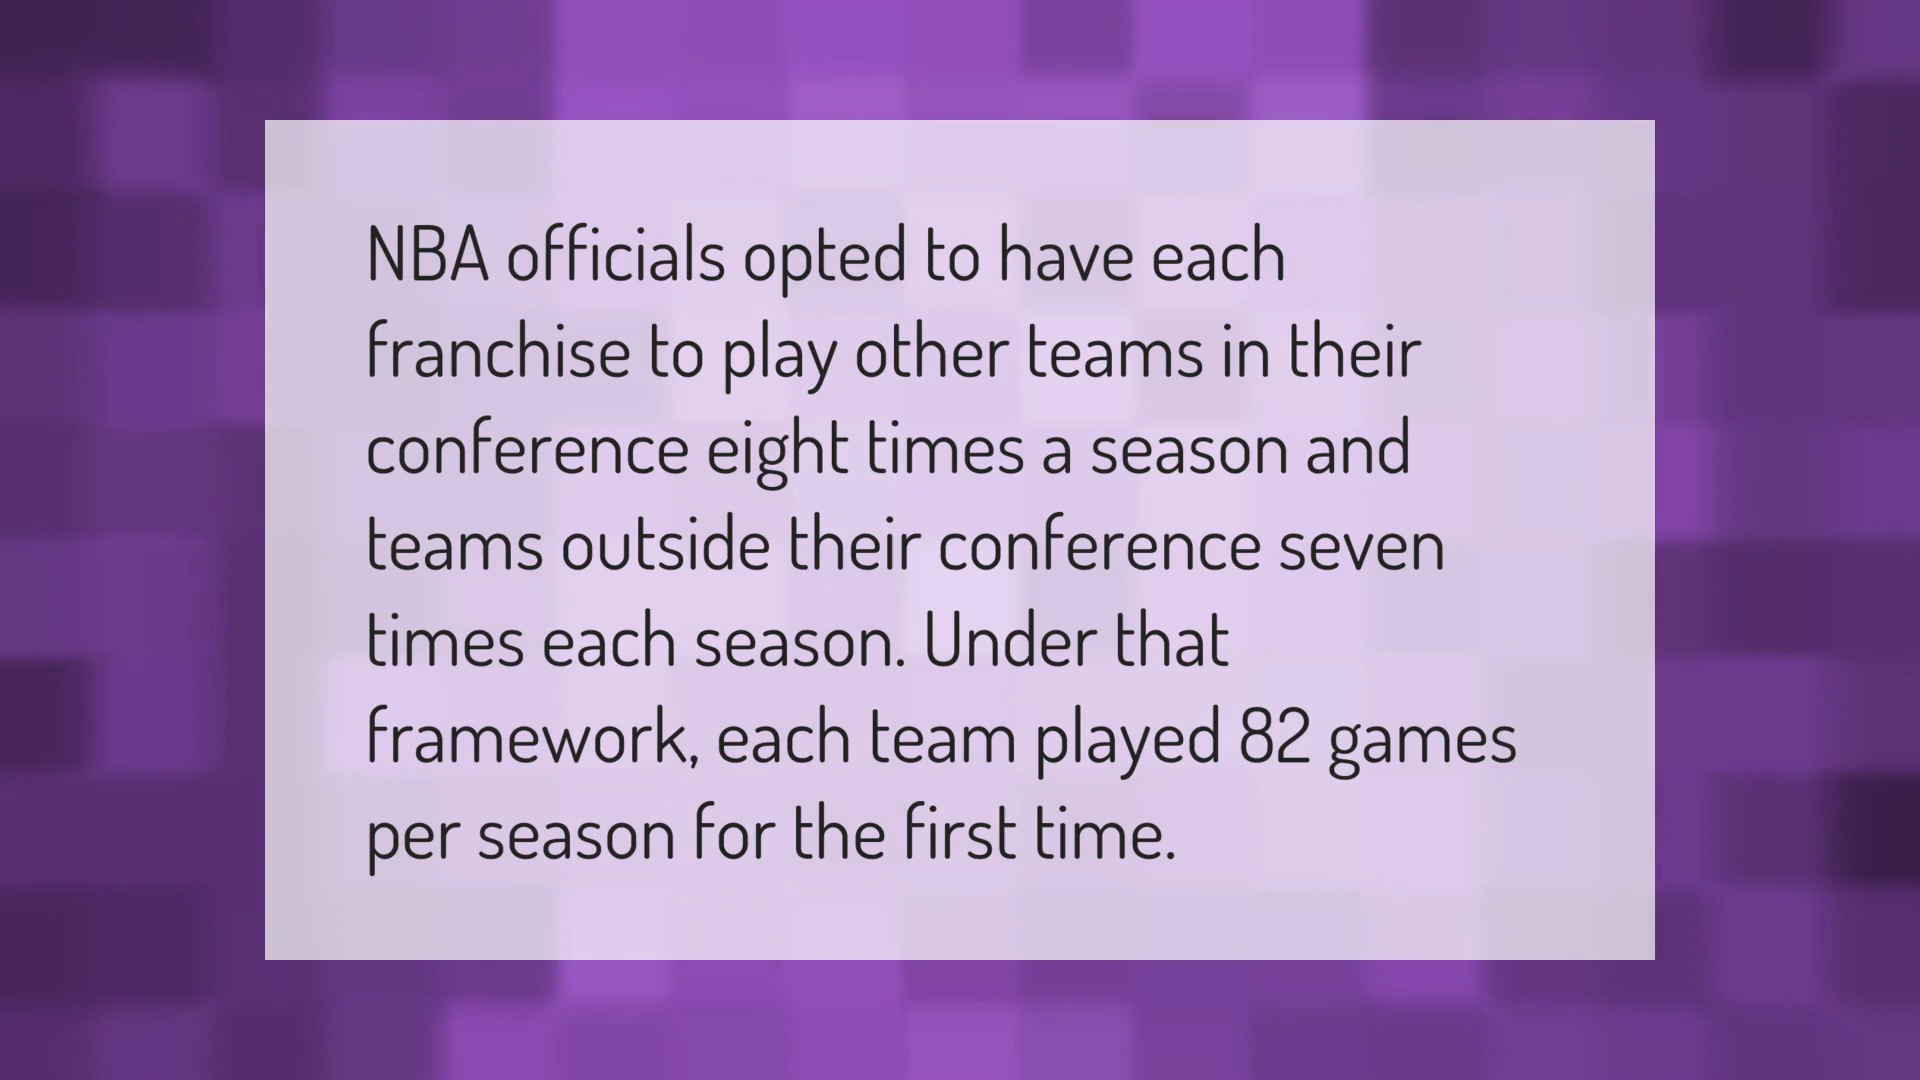 NBA officials opted to have each
franchise to play other teams in their
conference eight times a season and
teams outside their conference seven
times each season. Under that
framework, each team played 82 games
per season for the first time.